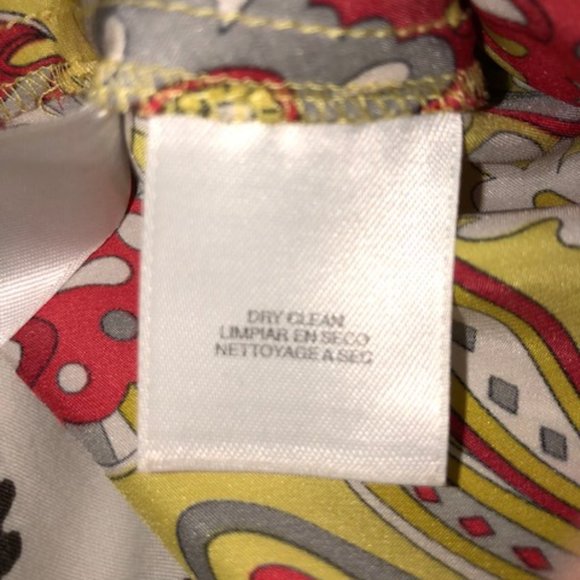 DRY CLEAN
LIMPIAR EN SECO
NETTOYAGE A SEC